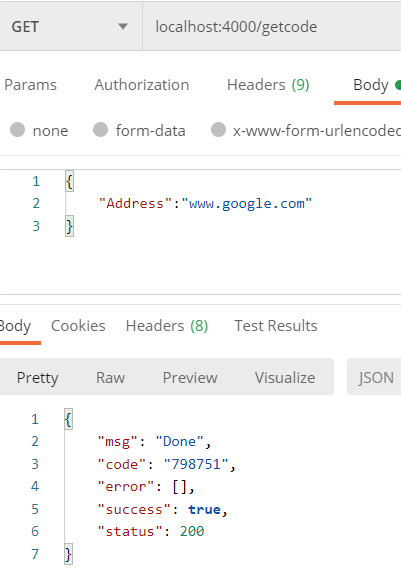 GET localhost:4000/getcode
Params Authorization Headers (9) Body
none form-data x-www-form-urlencoded
1 {
2 "Address":"www.google.com"
3 }
Body Cookies Headers (8) Test Results
Pretty Raw Preview Visualize JSON
1 {
2 "msg": "Done",
3 "code": "798751",
4 "error": [],
5 "success": true,
6 "status": 200
7 }